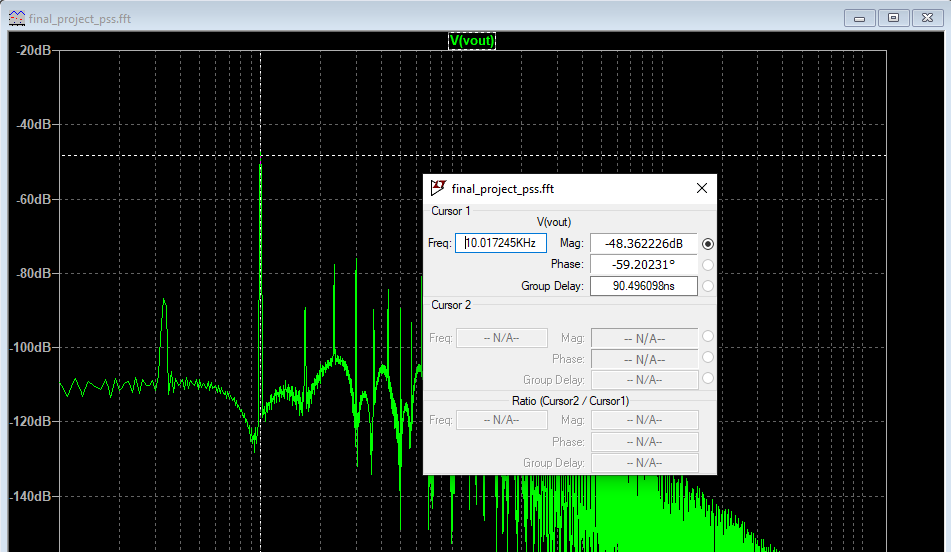 final_project_pss.fft
V(vout)
-20dB
-40dB
-60dB
-80dB
-100dB
-120dB
-140dB
final_project_pss.fft
Cursor 1
V(vout)
Freq: 10.017245KHz Mag: -48.362226dB
Phase: -59.20231°
Group Delay: 90.496098ns
Cursor 2
Freq: -- N/A-- Mag: -- N/A--
Phase: -- N/A--
Group Delay: -- N/A--
Ratio (Cursor2 / Cursor1)
Freq: -- N/A-- Mag: -- N/A--
Phase: -- N/A--
Group Delay: -- N/A--